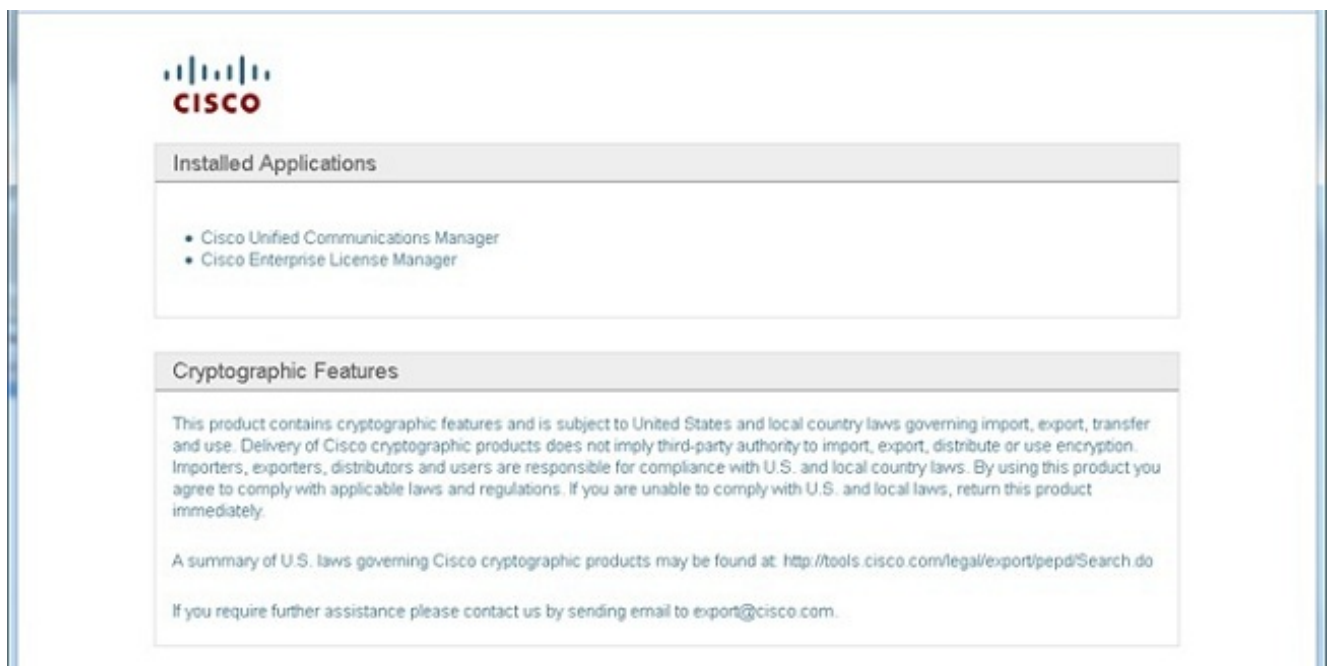 CISCO
Installed Applications
• Cisco Unified Communications Manager
• Cisco Enterprise License Manager
Cryptographic Features
This product contains cryptographic features and is subject to United States and local country laws governing import, export, transfer
and use. Delivery of Cisco cryptographic products does not imply third-party authority to import, export, distribute or use encryption.
Importers, exporters, distributors and users are responsible for compliance with U.S. and local country laws. By using this product you
agree to comply with applicable laws and regulations. If you are unable to comply with U.S. and local laws, return this product
immediately.
A summary of U.S. laws governing Cisco cryptographic products may be found at: http://tools.cisco.com/legal/export/pepd/Search.do
If you require further assistance please contact us by sending email to export@cisco.com.